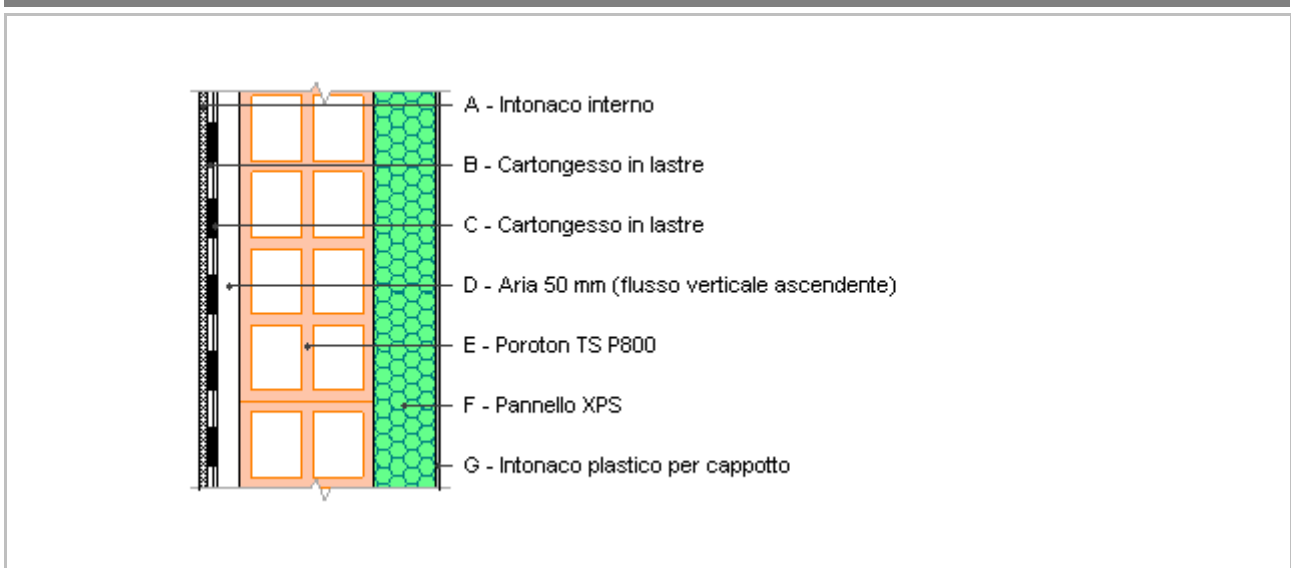 A - Intonaco interno
B - Cartongesso in lastre
C - Cartongesso in lastre
D - Aria 50 mm (flusso verticale ascendente)
E - Poroton TS P800
F - Pannello XPS
G - Intonaco plastico per cappotto